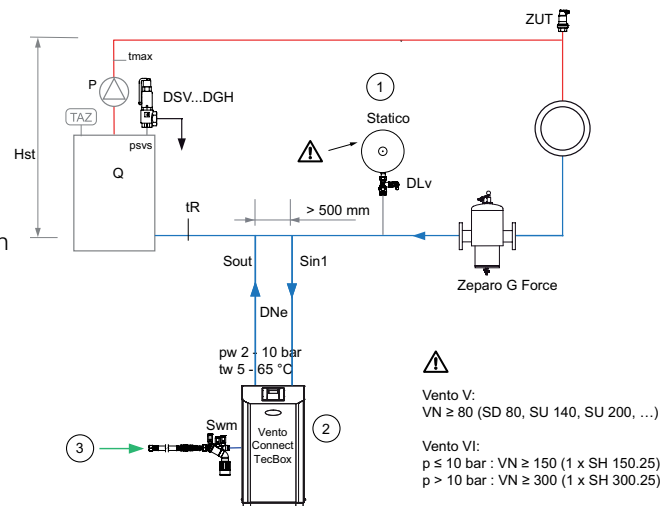 ZUT
tmax
P
DSV...DGH
1
TAZ
psvs
Statico
Hst
Q
DLv
tR
> 500 mm
n
Sout
Sin1
Zeparo G Force
DNe
pw 2 - 10 bar
tw 5 - 65 °C
Swm
Vento
Connect
TecBox
2
3
Vento V:
VN ≥ 80 (SD 80, SU 140, SU 200, …)
Vento VI:
p ≤ 10 bar : VN ≥ 150 (1 x SH 150.25)
p > 10 bar : VN ≥ 300 (1 x SH 300.25)